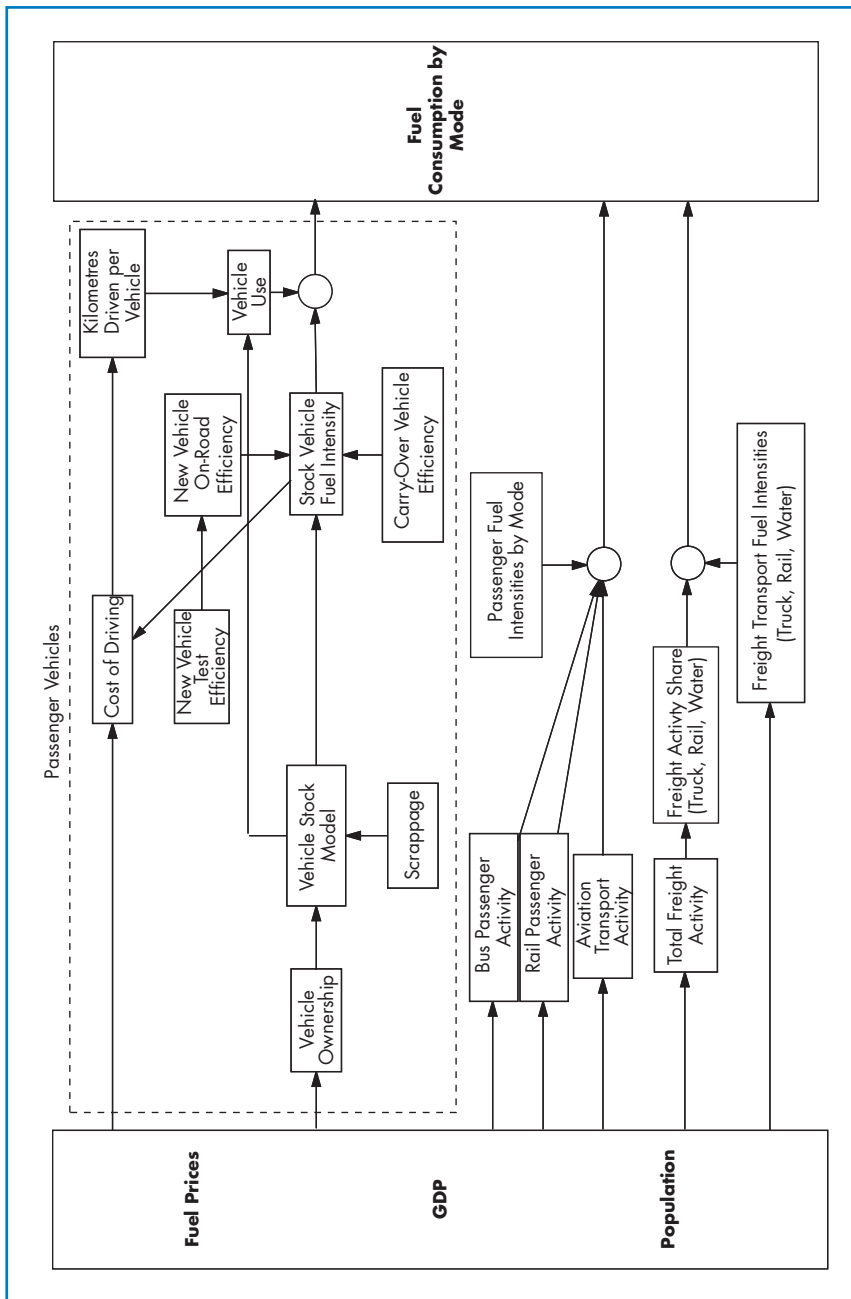 Passenger Vehicles
Fuel Prices
GDP
Population
Cost of Driving
Kilometres
Driven per
Vehicle
New Vehicle
Test
Efficiency
New Vehicle
On-Road
Efficiency
Vehicle
Use
Vehicle
Ownership
Vehicle Stock
Model
Stock Vehicle
Fuel Intensity
Scrappage
Carry-Over Vehicle
Efficiency
Bus Passenger
Activity
Rail Passenger
Activity
Aviation
Transport
Activity
Passenger Fuel
Intensities by Mode
Total Freight
Activity
Freight Activty Share
(Truck, Rail, Water)
Freight Transport Fuel Intensities
(Truck, Rail, Water)
Fuel
Consumption by
Mode